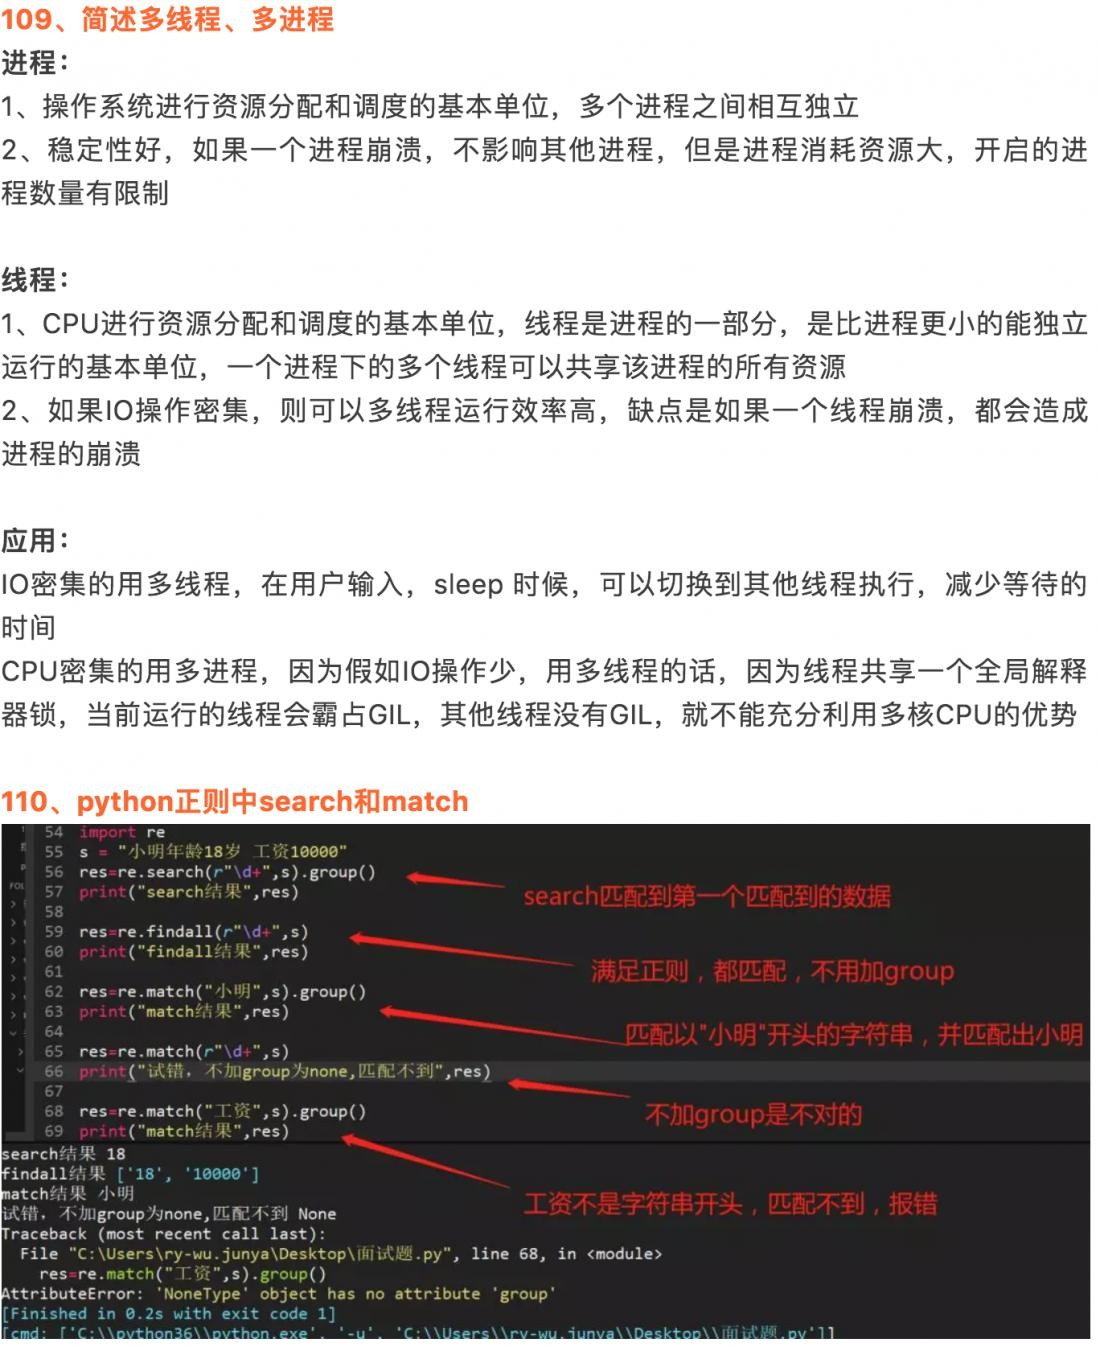 109、简述多线程、多进程
进程：
1、操作系统进行资源分配和调度的基本单位，多个进程之间相互独立
2、稳定性好，如果一个进程崩溃，不影响其他进程，但是进程消耗资源大，开启的进
程数量有限制
线程：
1、CPU进行资源分配和调度的基本单位，线程是进程的一部分，是比进程更小的能独立
运行的基本单位，一个进程下的多个线程可以共享该进程的所有资源
2、如果IO操作密集，则可以多线程运行效率高，缺点是如果一个线程崩溃，都会造成
进程的崩溃
应用：
IO密集的用多线程，在用户输入，sleep 时候，可以切换到其他线程执行，减少等待的
时间
CPU密集的用多进程，因为假如IO操作少，用多线程的话，因为线程共享一个全局解释
器锁，当前运行的线程会霸占GIL，其他线程没有GIL，就不能充分利用多核CPU的优势
110、python正则中search和match
54 import re
55 s = "小明年龄18岁 工资10000"
56 res=re.search(r"\d+",s).group()
search匹配到第一个匹配到的数据
57 print("search结果",res)
58
59 res=re.findall(r"\d+",s)
60 print("findall结果",res)
满足正则，都匹配，不用加group
61
62 res=re.match("小明",s).group()
63 print("match结果",res)
匹配以"小明"开头的字符串，并匹配出小明
64
65 res=re.match(r"\d+",s)
66 print("试错，不加group为none,匹配不到",res)
67
不加group是不对的
68 res=re.match("工资",s).group()
69 print("match结果",res)
工资不是字符串开头，匹配不到，报错
search结果 18
findall结果 ['18', '10000']
match结果 小明
试错，不加group为none,匹配不到 None
Traceback (most recent call last):
File "C:\Users\ry-wu.junya\Desktop\面试题.py", line 68, in <module>
res=re.match("工资",s).group()
AttributeError: 'NoneType' object has no attribute 'group'
[Finished in 0.2s with exit code 1]
[cmd: ['C:\\python36\\python.exe', '-u', 'C:\\Users\\ry-wu.junya\\Desktop\\面试题.py']]